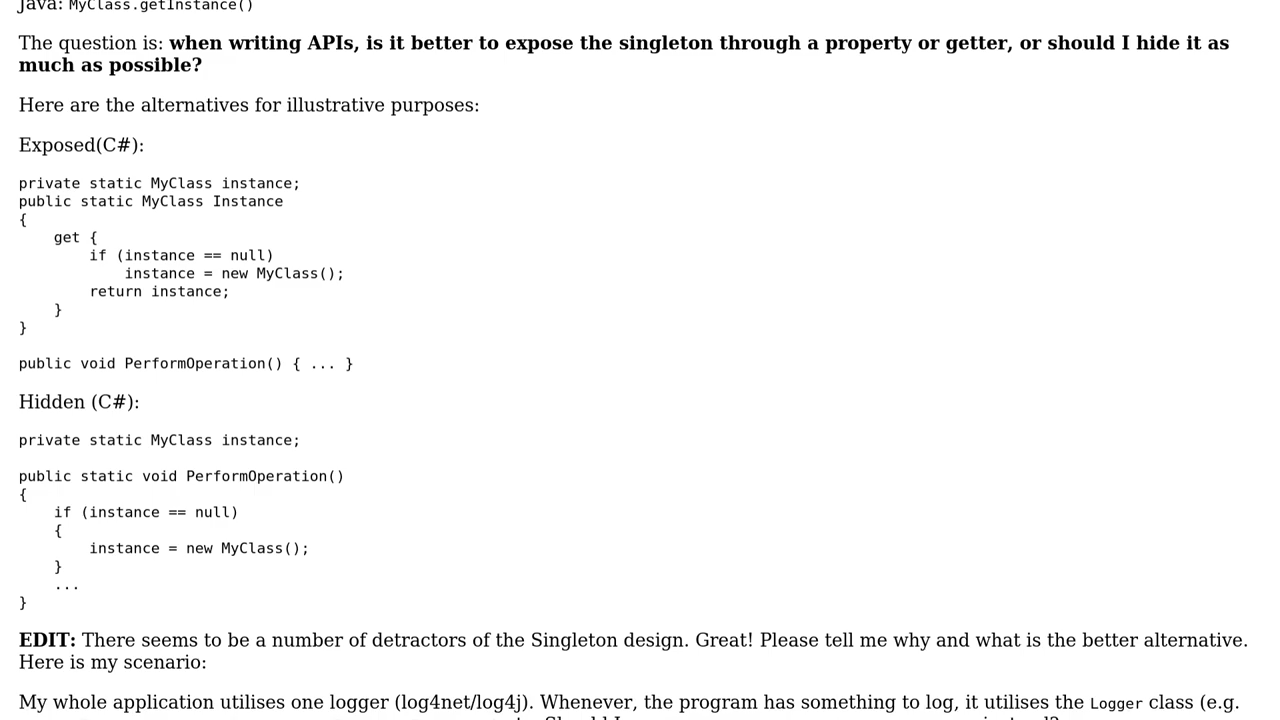 Java: MyClass.getInstance()
The question is: when writing APIs, is it better to expose the singleton through a property or getter, or should I hide it as
much as possible?
Here are the alternatives for illustrative purposes:
Exposed(C#):
private static MyClass instance;
public static MyClass Instance
{
    get {
        if (instance == null)
            instance = new MyClass();
        return instance;
    }
}
public void PerformOperation() { ... }
Hidden (C#):
private static MyClass instance;
public static void PerformOperation()
{
    if (instance == null)
    {
        instance = new MyClass();
    }
    ...
}
EDIT: There seems to be a number of detractors of the Singleton design. Great! Please tell me why and what is the better alternative.
Here is my scenario:
My whole application utilises one logger (log4net/log4j). Whenever, the program has something to log, it utilises the Logger class (e.g.